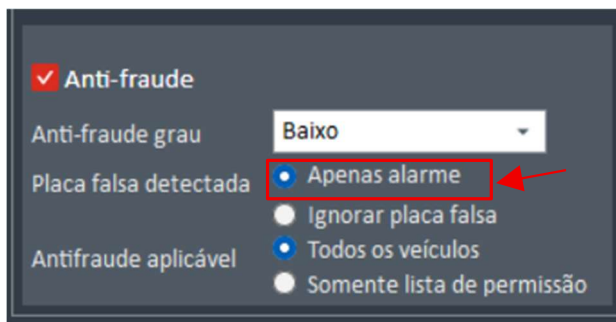 Anti-fraude
Anti-fraude grau Baixo
Placa falsa detectada Apenas alarme
Ignorar placa falsa
Antifraude aplicável Todos os veículos
Somente lista de permissão